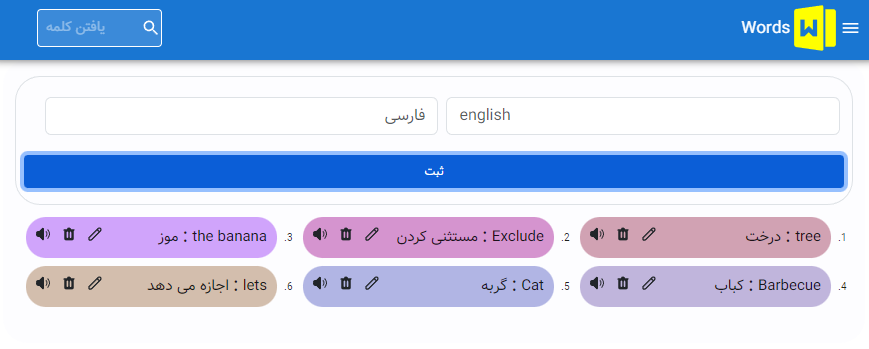 Words
یافتن کلمه
english
فارسی
ثبت
1. tree : درخت
2. Exclude : مستثنی کردن
3. the banana : موز
4. Barbecue : کباب
5. Cat : گربه
6. lets : اجازه می دهد